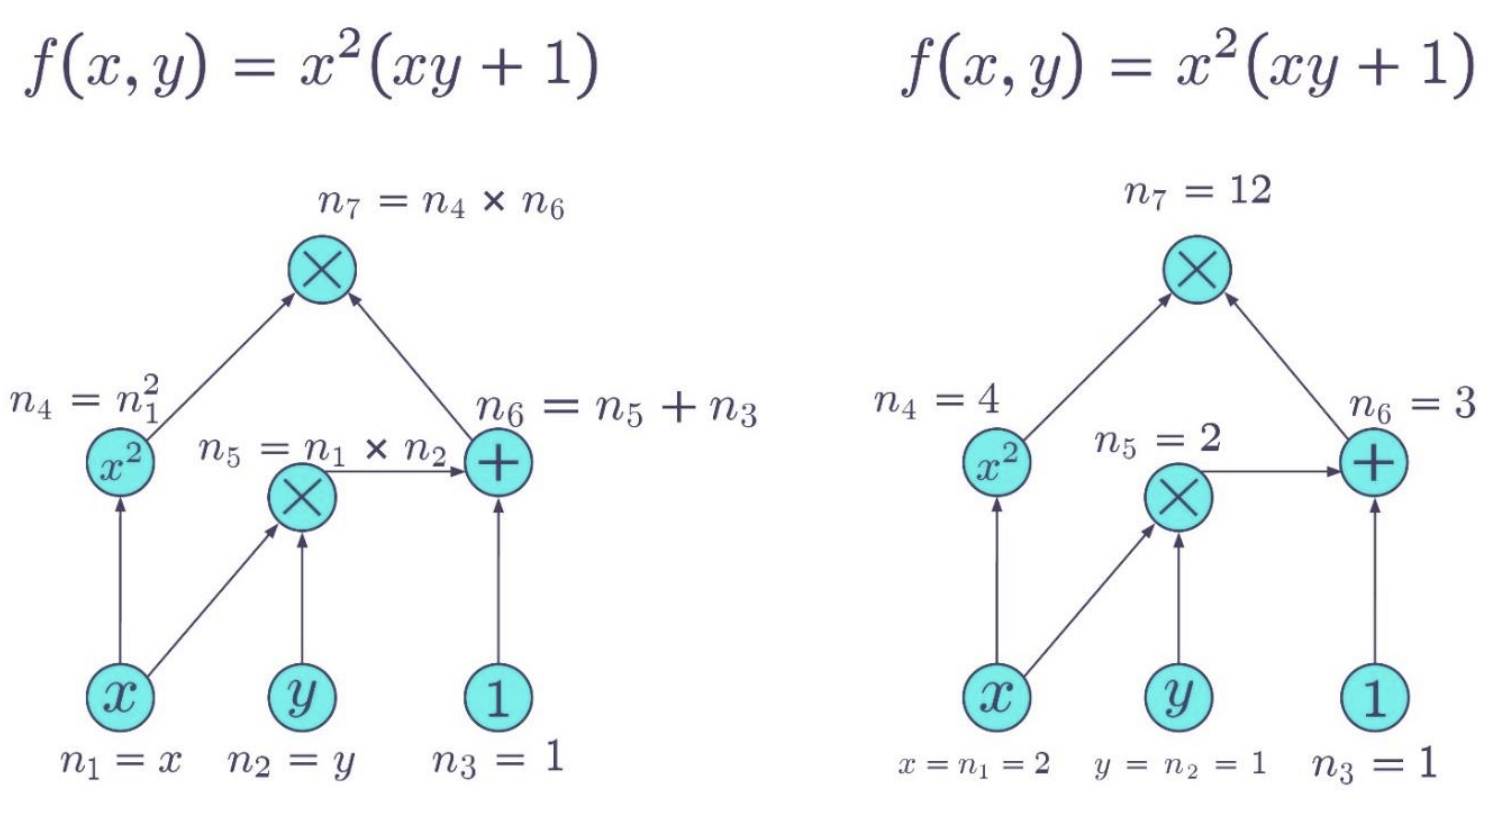 f(x, y) = x²(xy + 1)
n₇ = n₄ × n₆
×
n₄ = n₁²
n₆ = n₅ + n₃
x²
n₅ = n₁ × n₂
+
×
x
y
1
n₁ = x
n₂ = y
n₃ = 1
f(x, y) = x²(xy + 1)
n₇ = 12
×
n₄ = 4
n₆ = 3
x²
n₅ = 2
+
×
x
y
1
x = n₁ = 2
y = n₂ = 1
n₃ = 1